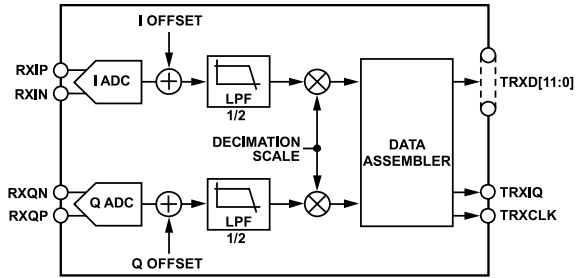 I OFFSET
RXIP
RXIN
I ADC
LPF
1/2
TRXD[11:0]
DECIMATION
SCALE
DATA
ASSEMBLER
RXQN
RXQP
Q ADC
LPF
1/2
TRXIQ
TRXCLK
Q OFFSET